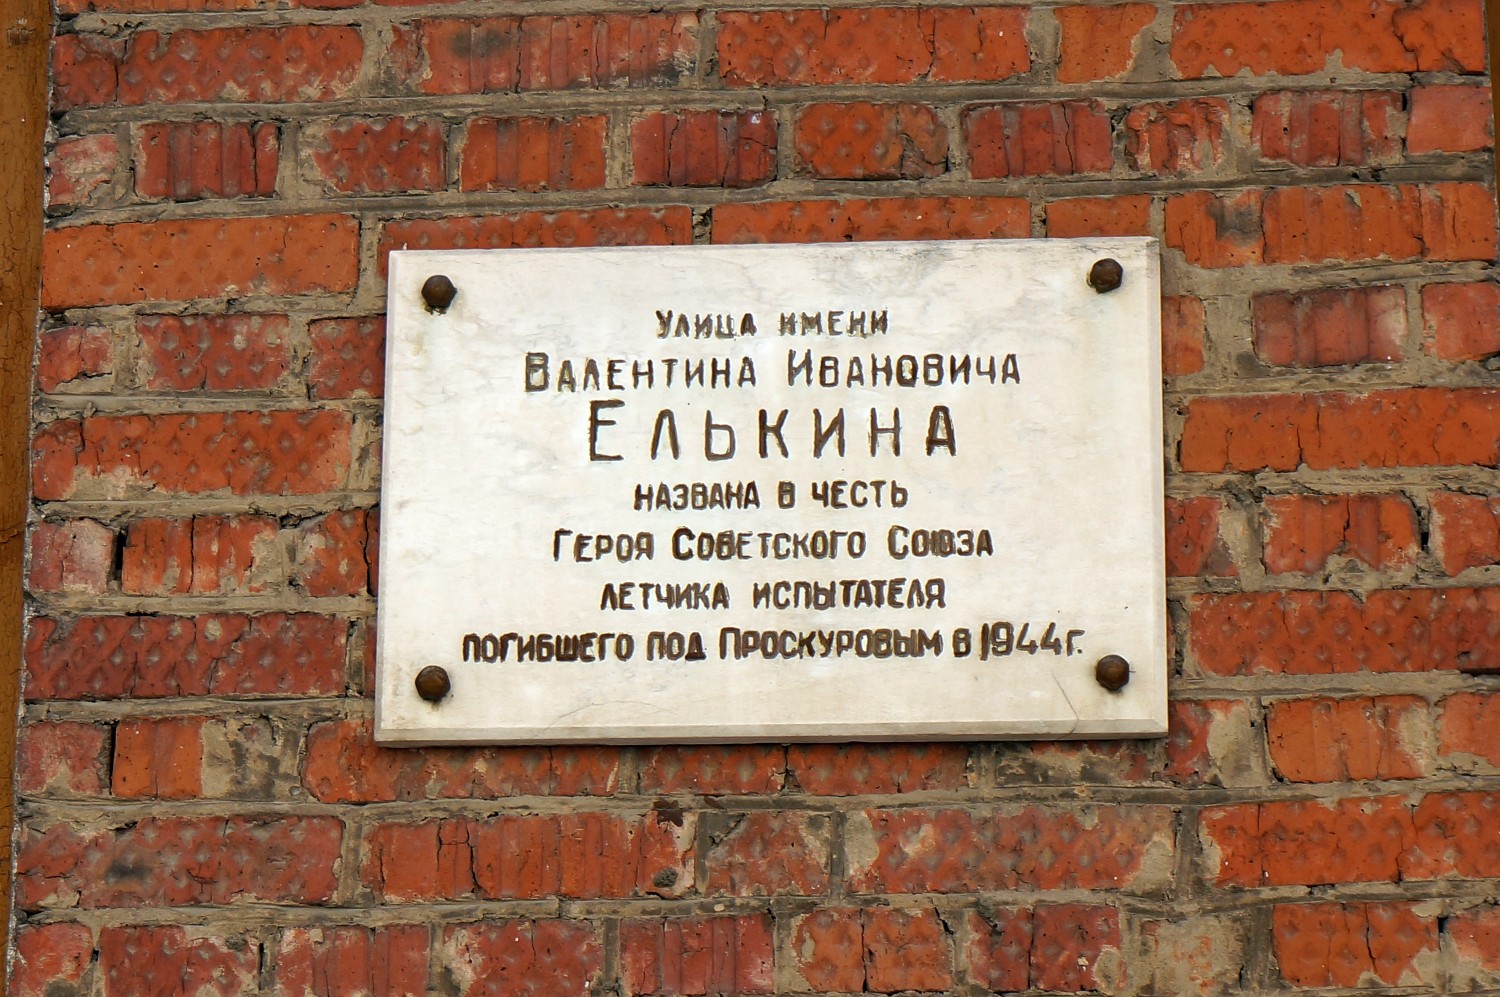 Улица имени
Валентина Ивановича
Елькина
названа в честь
Героя Советского Союза
летчика испытателя
погибшего под Проскуровым в 1944г.